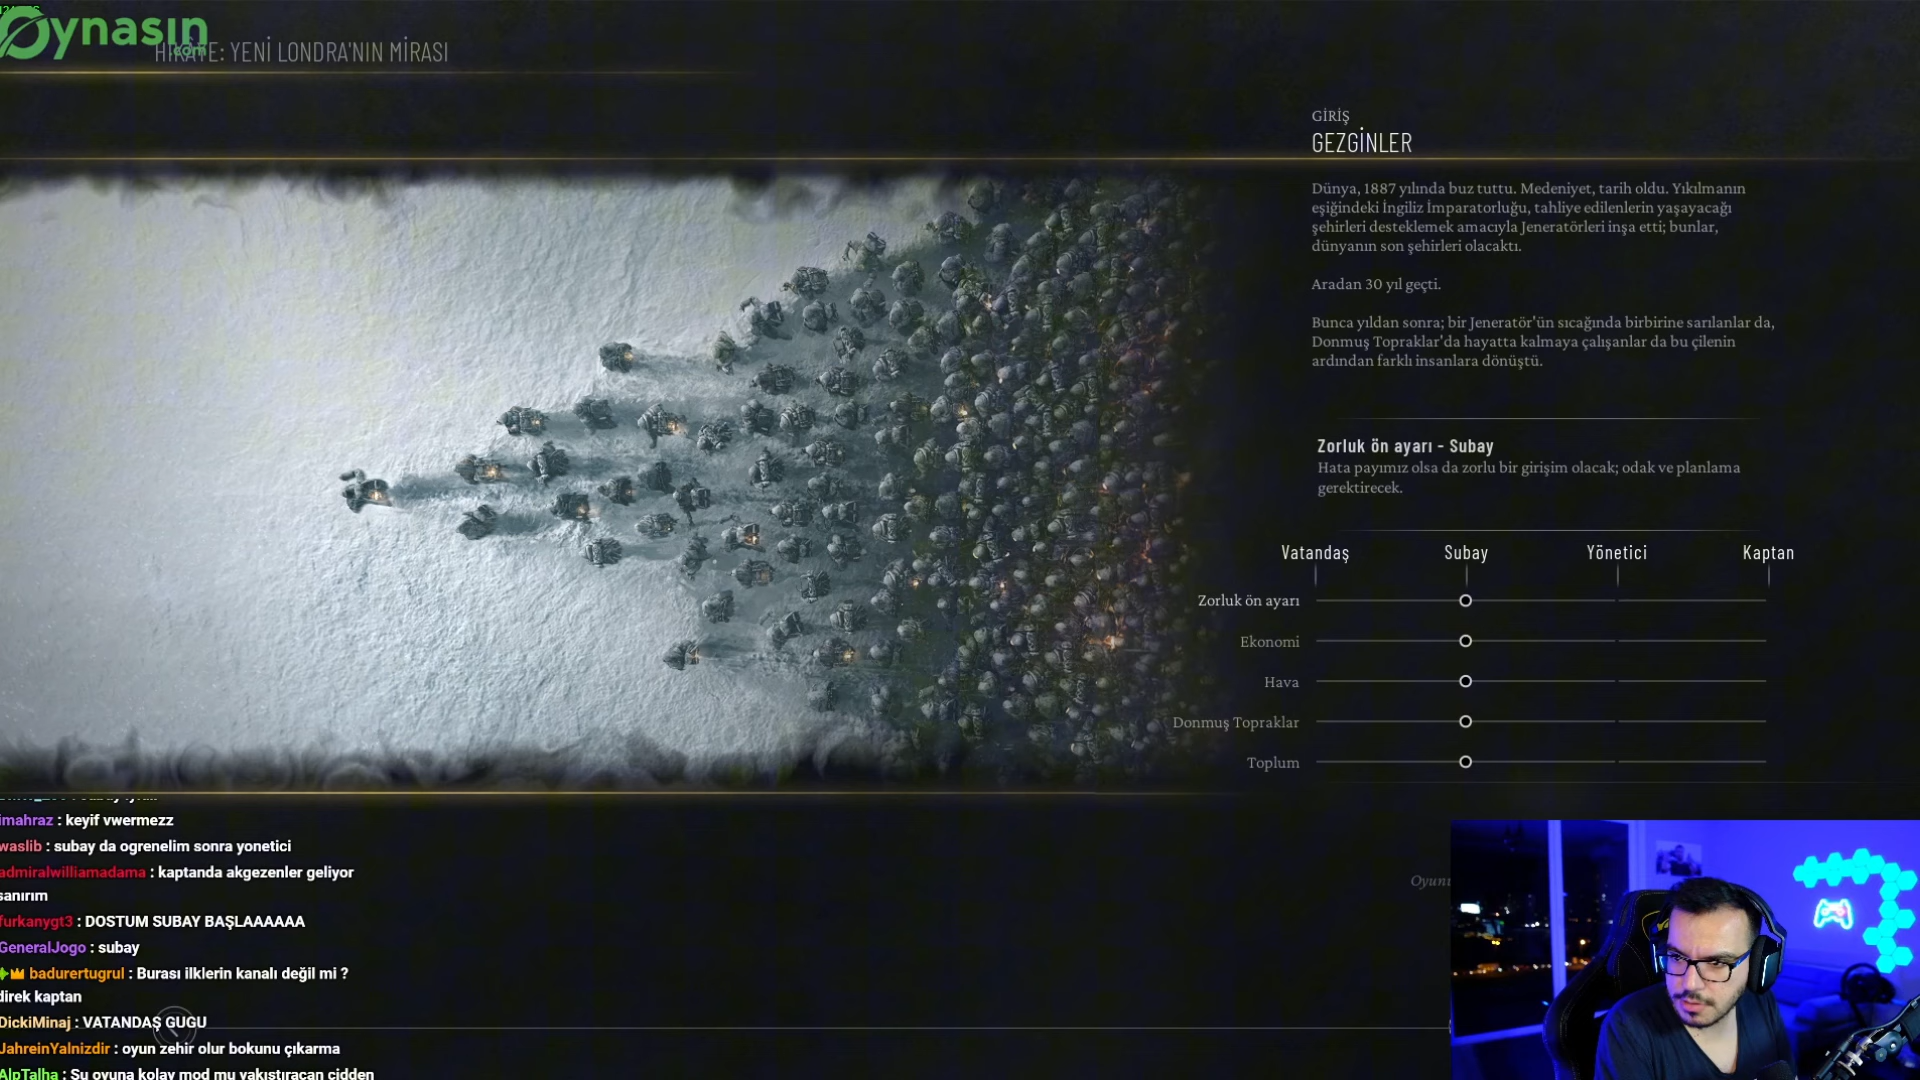 Oynasın
.com
HİKÂYE: YENİ LONDRA'NIN MİRASI
GİRİŞ
GEZGİNLER
Dünya, 1887 yılında buz tuttu. Medeniyet, tarih oldu. Yıkılmanın
eşiğindeki İngiliz İmparatorluğu, tahliye edilenlerin yaşayacağı
şehirleri desteklemek amacıyla Jeneratörleri inşa etti; bunlar,
dünyanın son şehirleri olacaktı.
Aradan 30 yıl geçti.
Bunca yıldan sonra; bir Jeneratör'ün sıcağında birbirine sarılanlar da,
Donmuş Topraklar'da hayatta kalmaya çalışanlar da bu çilenin
ardından farklı insanlara dönüştü.
Zorluk ön ayarı - Subay
Hata payımız olsa da zorlu bir girişim olacak; odak ve planlama
gerektirecek.
Vatandaş Subay Yönetici Kaptan
Zorluk ön ayarı
Ekonomi
Hava
Donmuş Topraklar
Toplum
imahraz : keyif vwermezz
waslib : subay da ogrenelim sonra yonetici
admiralwilliamadama : kaptanda akgezenler geliyor
sanırım
furkanygt3 : DOSTUM SUBAY BAŞLAAAAAA
GeneralJogo : subay
badurertugrul : Burası ilklerin kanalı değil mi ?
direk kaptan
DickiMinaj : VATANDAŞ GUGU
JahreinYalnizdir : oyun zehir olur bokunu çıkarma
AlpTalha : Şu oyuna kolay mod mu yakıştıracan cidden